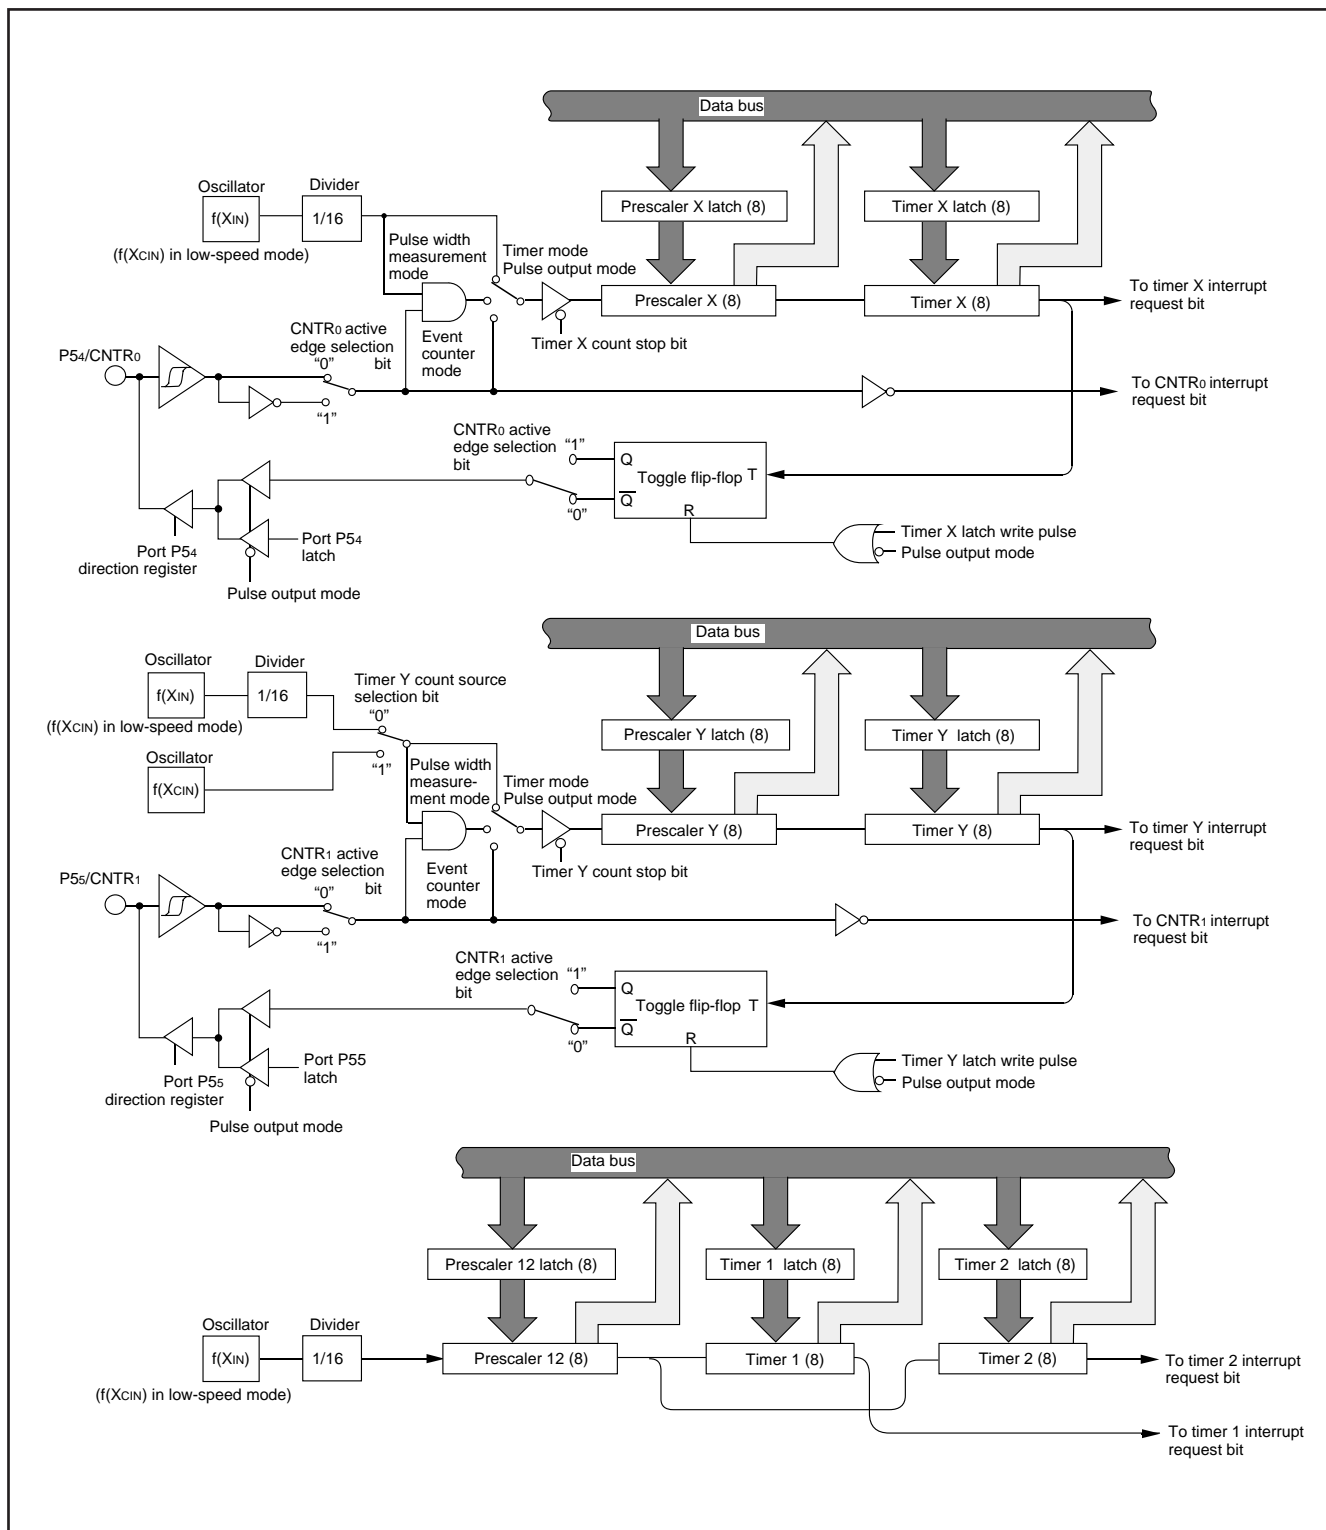 Data bus
Oscillator
Divider
f(XIN)
1/16
(f(XCIN) in low-speed mode)
Prescaler X latch (8)
Timer X latch (8)
Pulse width
measurement
mode
Timer mode
Pulse output mode
Prescaler X (8)
Timer X (8)
To timer X interrupt
request bit
CNTR0 active
edge selection
bit
"0"
Event
counter
mode
Timer X count stop bit
P54/CNTR0
"1"
To CNTR0 interrupt
request bit
CNTR0 active
edge selection
bit
"1"
Q
Toggle flip-flop T
Q
"0"
R
Port P54
latch
Timer X latch write pulse
Pulse output mode
Port P54
direction register
Pulse output mode
Data bus
Oscillator
Divider
f(XIN)
1/16
(f(XCIN) in low-speed mode)
Timer Y count source
selection bit
"0"
Prescaler Y latch (8)
Timer Y latch (8)
Oscillator
f(XCIN)
"1"
Pulse width
measure-
ment mode
Timer mode
Pulse output mode
Prescaler Y (8)
Timer Y (8)
To timer Y interrupt
request bit
CNTR1 active
edge selection
bit
"0"
Event
counter
mode
Timer Y count stop bit
P55/CNTR1
"1"
To CNTR1 interrupt
request bit
CNTR1 active
edge selection
bit
"1"
Q
Toggle flip-flop T
Q
"0"
R
Port P55
latch
Timer Y latch write pulse
Pulse output mode
Port P55
direction register
Pulse output mode
Data bus
Prescaler 12 latch (8)
Timer 1 latch (8)
Timer 2 latch (8)
Oscillator
Divider
f(XIN)
1/16
(f(XCIN) in low-speed mode)
Prescaler 12 (8)
Timer 1 (8)
Timer 2 (8)
To timer 2 interrupt
request bit
To timer 1 interrupt
request bit